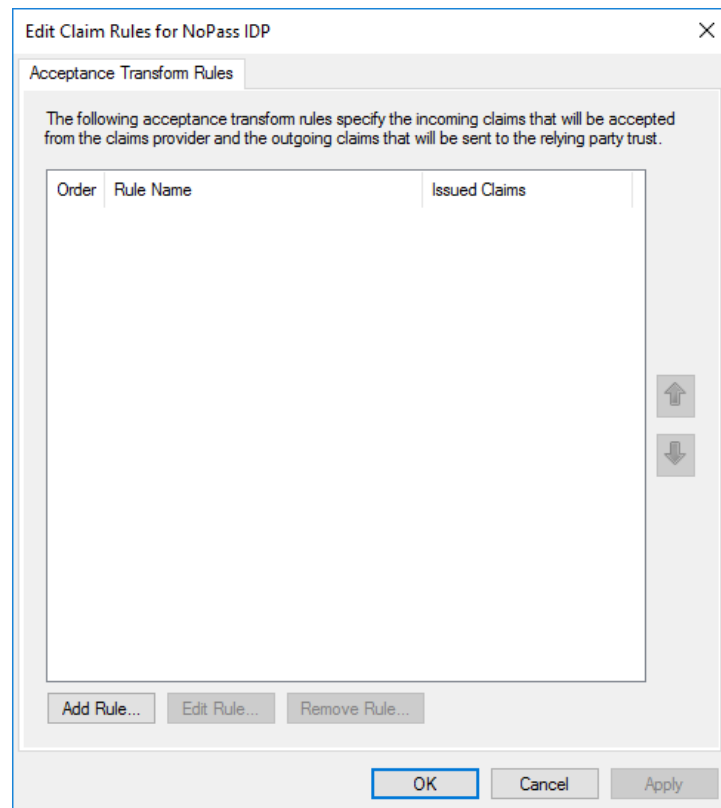 Edit Claim Rules for NoPass IDP
Acceptance Transform Rules
The following acceptance transform rules specify the incoming claims that will be accepted
from the claims provider and the outgoing claims that will be sent to the relying party trust.
Order Rule Name Issued Claims
Add Rule... Edit Rule... Remove Rule...
OK Cancel Apply